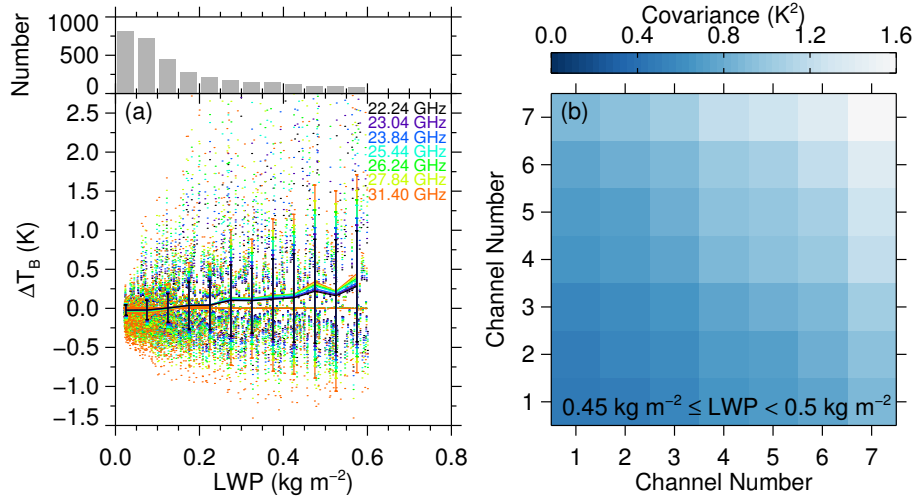 1000
500
0
Number
(a)
22.24 GHz
23.04 GHz
23.84 GHz
25.44 GHz
26.24 GHz
27.84 GHz
31.40 GHz
2.5
2.0
1.5
1.0
0.5
0.0
−0.5
−1.0
−1.5
ΔT_B (K)
0.0 0.2 0.4 0.6 0.8
LWP (kg m⁻²)
Covariance (K²)
0.0 0.4 0.8 1.2 1.6
(b)
7
6
5
4
3
2
1
Channel Number
0.45 kg m⁻² ≤ LWP < 0.5 kg m⁻²
1 2 3 4 5 6 7
Channel Number